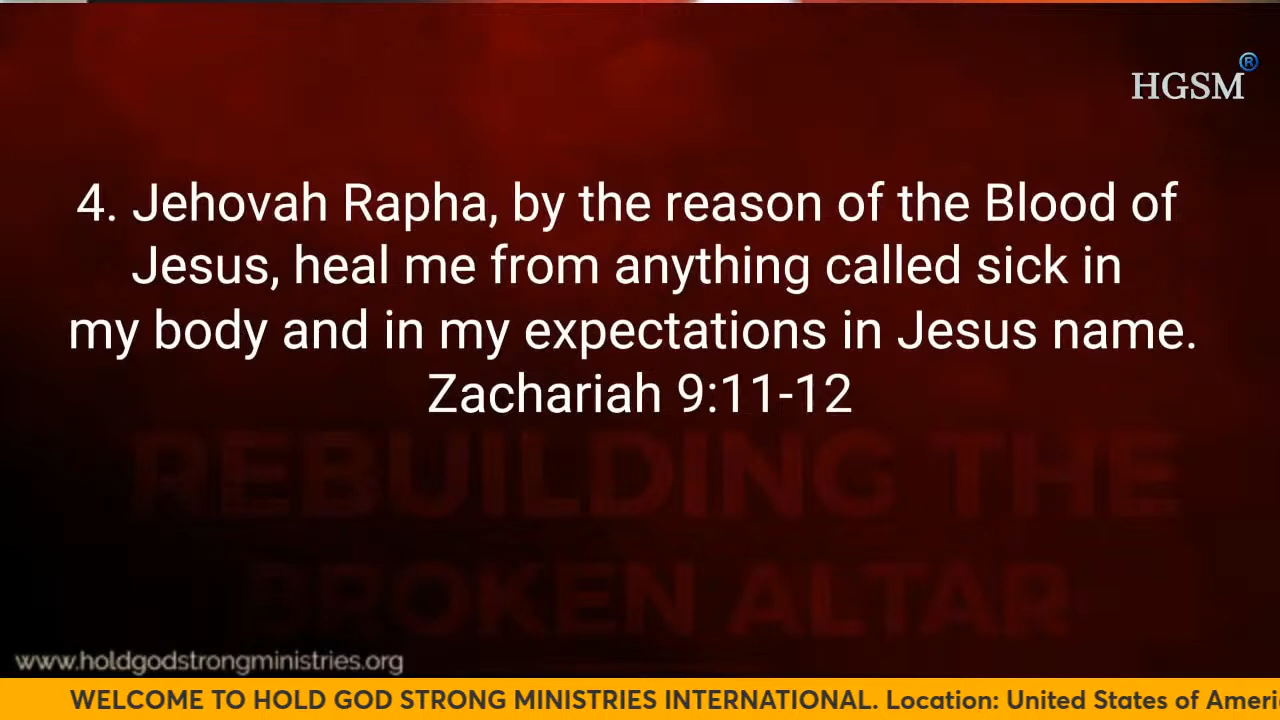 HGSM®
4. Jehovah Rapha, by the reason of the Blood of
Jesus, heal me from anything called sick in
my body and in my expectations in Jesus name.
Zachariah 9:11-12
REBUILDING THE
BROKEN ALTAR
www.holdgodstrongministries.org
WELCOME TO HOLD GOD STRONG MINISTRIES INTERNATIONAL. Location: United States of Ameri